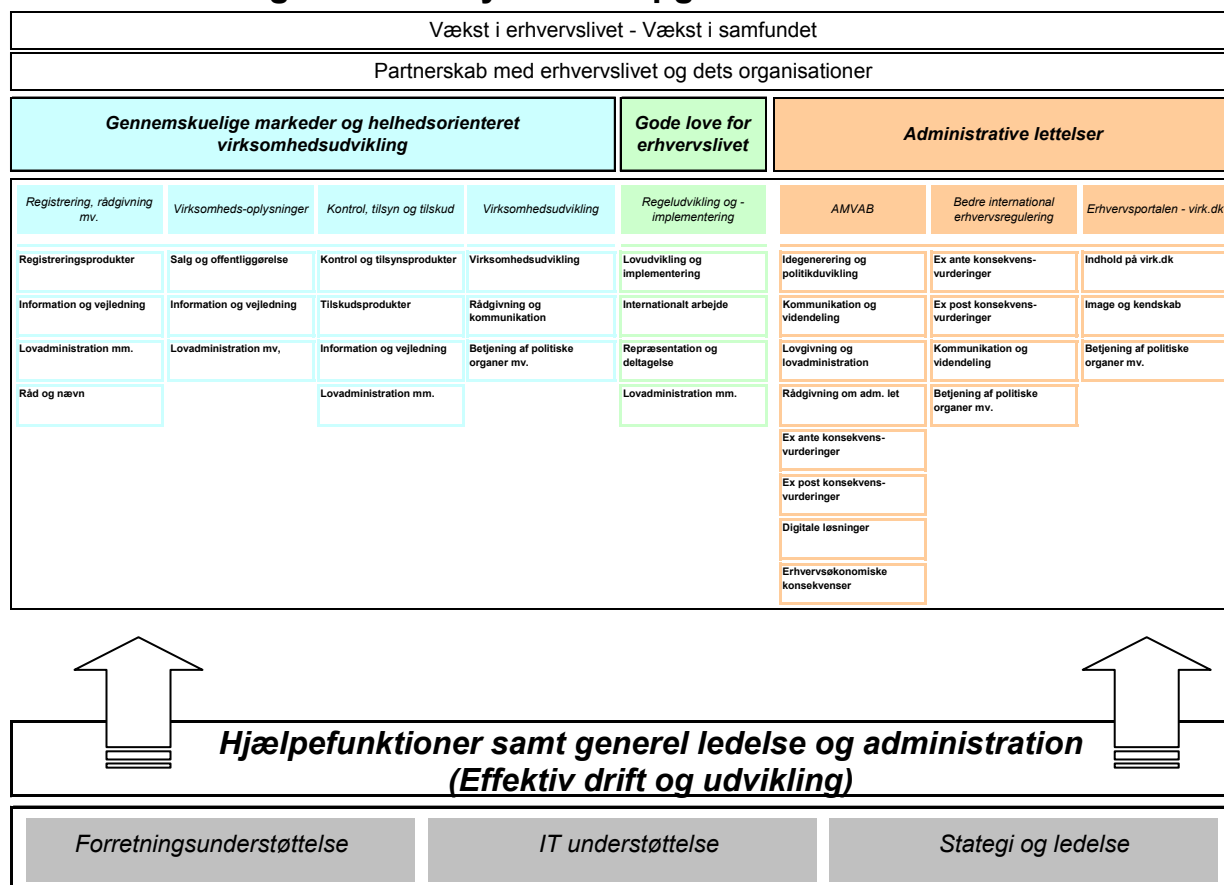 Vækst i erhvervslivet - Vækst i samfundet
Partnerskab med erhvervslivet og dets organisationer
Gennemskuelige markeder og helhedsorienteret
virksomhedsudvikling
Gode love for
erhvervslivet
Administrative lettelser
Registrering, rådgivning
mv.
Virksomheds-oplysninger
Kontrol, tilsyn og tilskud
Virksomhedsudvikling
Regeludvikling og -
implementering
AMVAB
Bedre international
erhvervsregulering
Erhvervsportalen - virk.dk
Registreringsprodukter
Information og vejledning
Lovadministration mm.
Råd og nævn
Salg og offentliggørelse
Information og vejledning
Lovadministration mv,
Kontrol og tilsynsprodukter
Tilskudsprodukter
Information og vejledning
Lovadministration mm.
Virksomhedsudvikling
Rådgivning og
kommunikation
Betjening af politiske
organer mv.
Lovudvikling og
implementering
Internationalt arbejde
Repræsentation og
deltagelse
Lovadministration mm.
Idegenerering og
politikduvikling
Kommunikation og
videndeling
Lovgivning og
lovadministration
Rådgivning om adm. let
Ex ante konsekvens-
vurderinger
Ex post konsekvens-
vurderinger
Digitale løsninger
Erhvervsøkonomiske
konsekvenser
Ex ante konsekvens-
vurderinger
Ex post konsekvens-
vurderinger
Kommunikation og
videndeling
Betjening af politiske
organer mv.
Indhold på virk.dk
Image og kendskab
Betjening af politiske
organer mv.
Hjælpefunktioner samt generel ledelse og administration
(Effektiv drift og udvikling)
Forretningsunderstøttelse
IT understøttelse
Stategi og ledelse